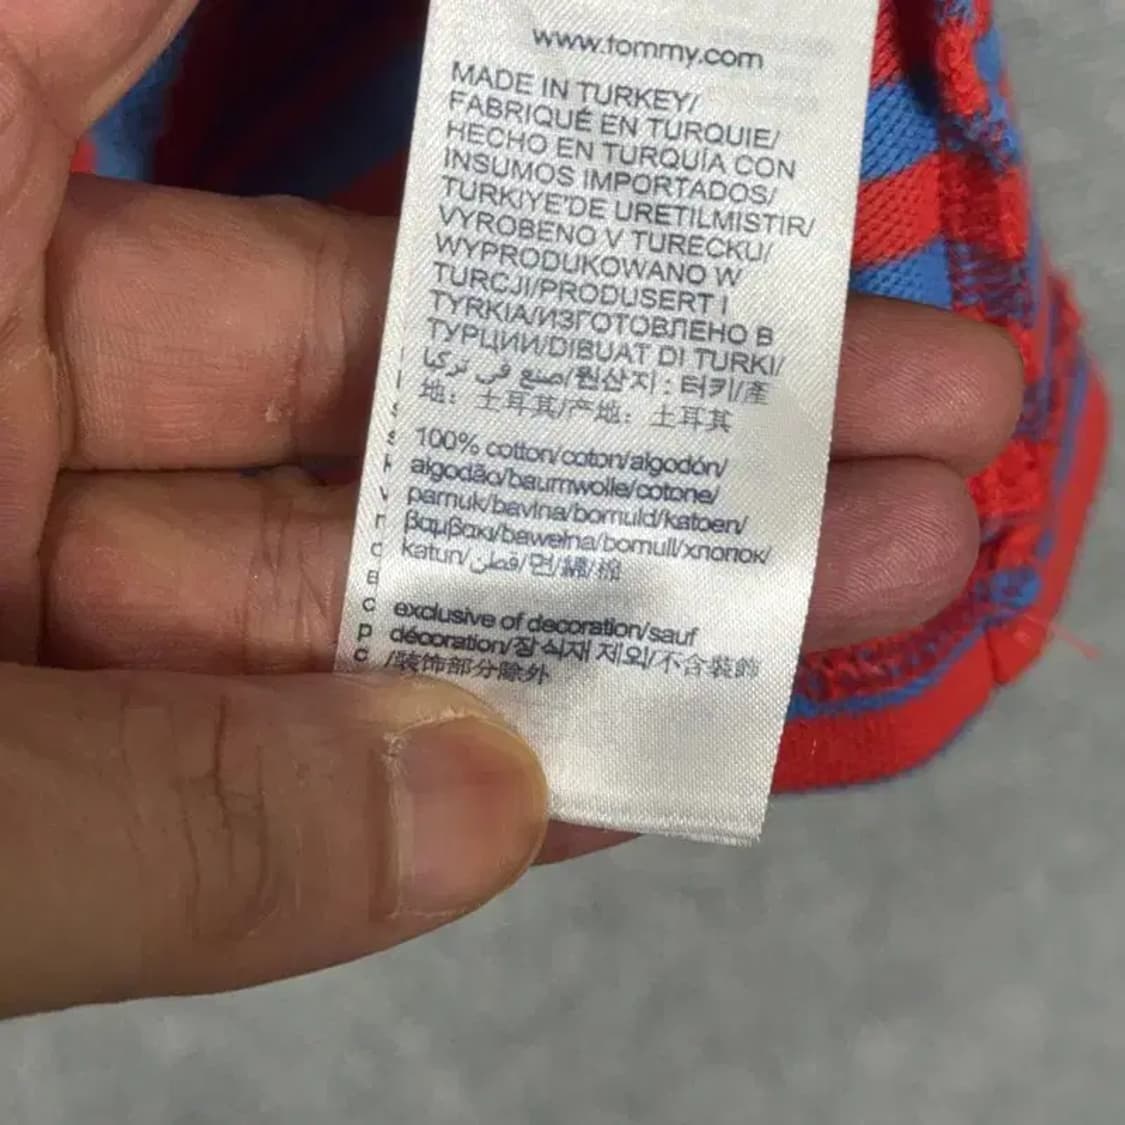 www.tommy.com
MADE IN TURKEY/
FABRIQUÉ EN TURQUIE/
HECHO EN TURQUÍA CON
INSUMOS IMPORTADOS/
TURKIYE'DE URETILMISTIR/
VYROBENO V TURECKU/
WYPRODUKOWANO W
TURCJI/PRODUSERT I
TYRKIA/ИЗГОТОВЛЕНО В
ТУРЦИИ/DIBUAT DI TURKI/
صنع في تركيا/원산지 : 터키/產
地： 土耳其/产地： 土耳其
100% cotton/coton/algodón/
algodão/baumwolle/cotone/
pamuk/bavlna/bomuld/katoen/
βαμβακι/bawełna/bomull/хлопок/
katun/قطن/면/綿/棉
exclusive of decoration/sauf
décoration/장식재 제외/不含裝飾
/装饰部分除外